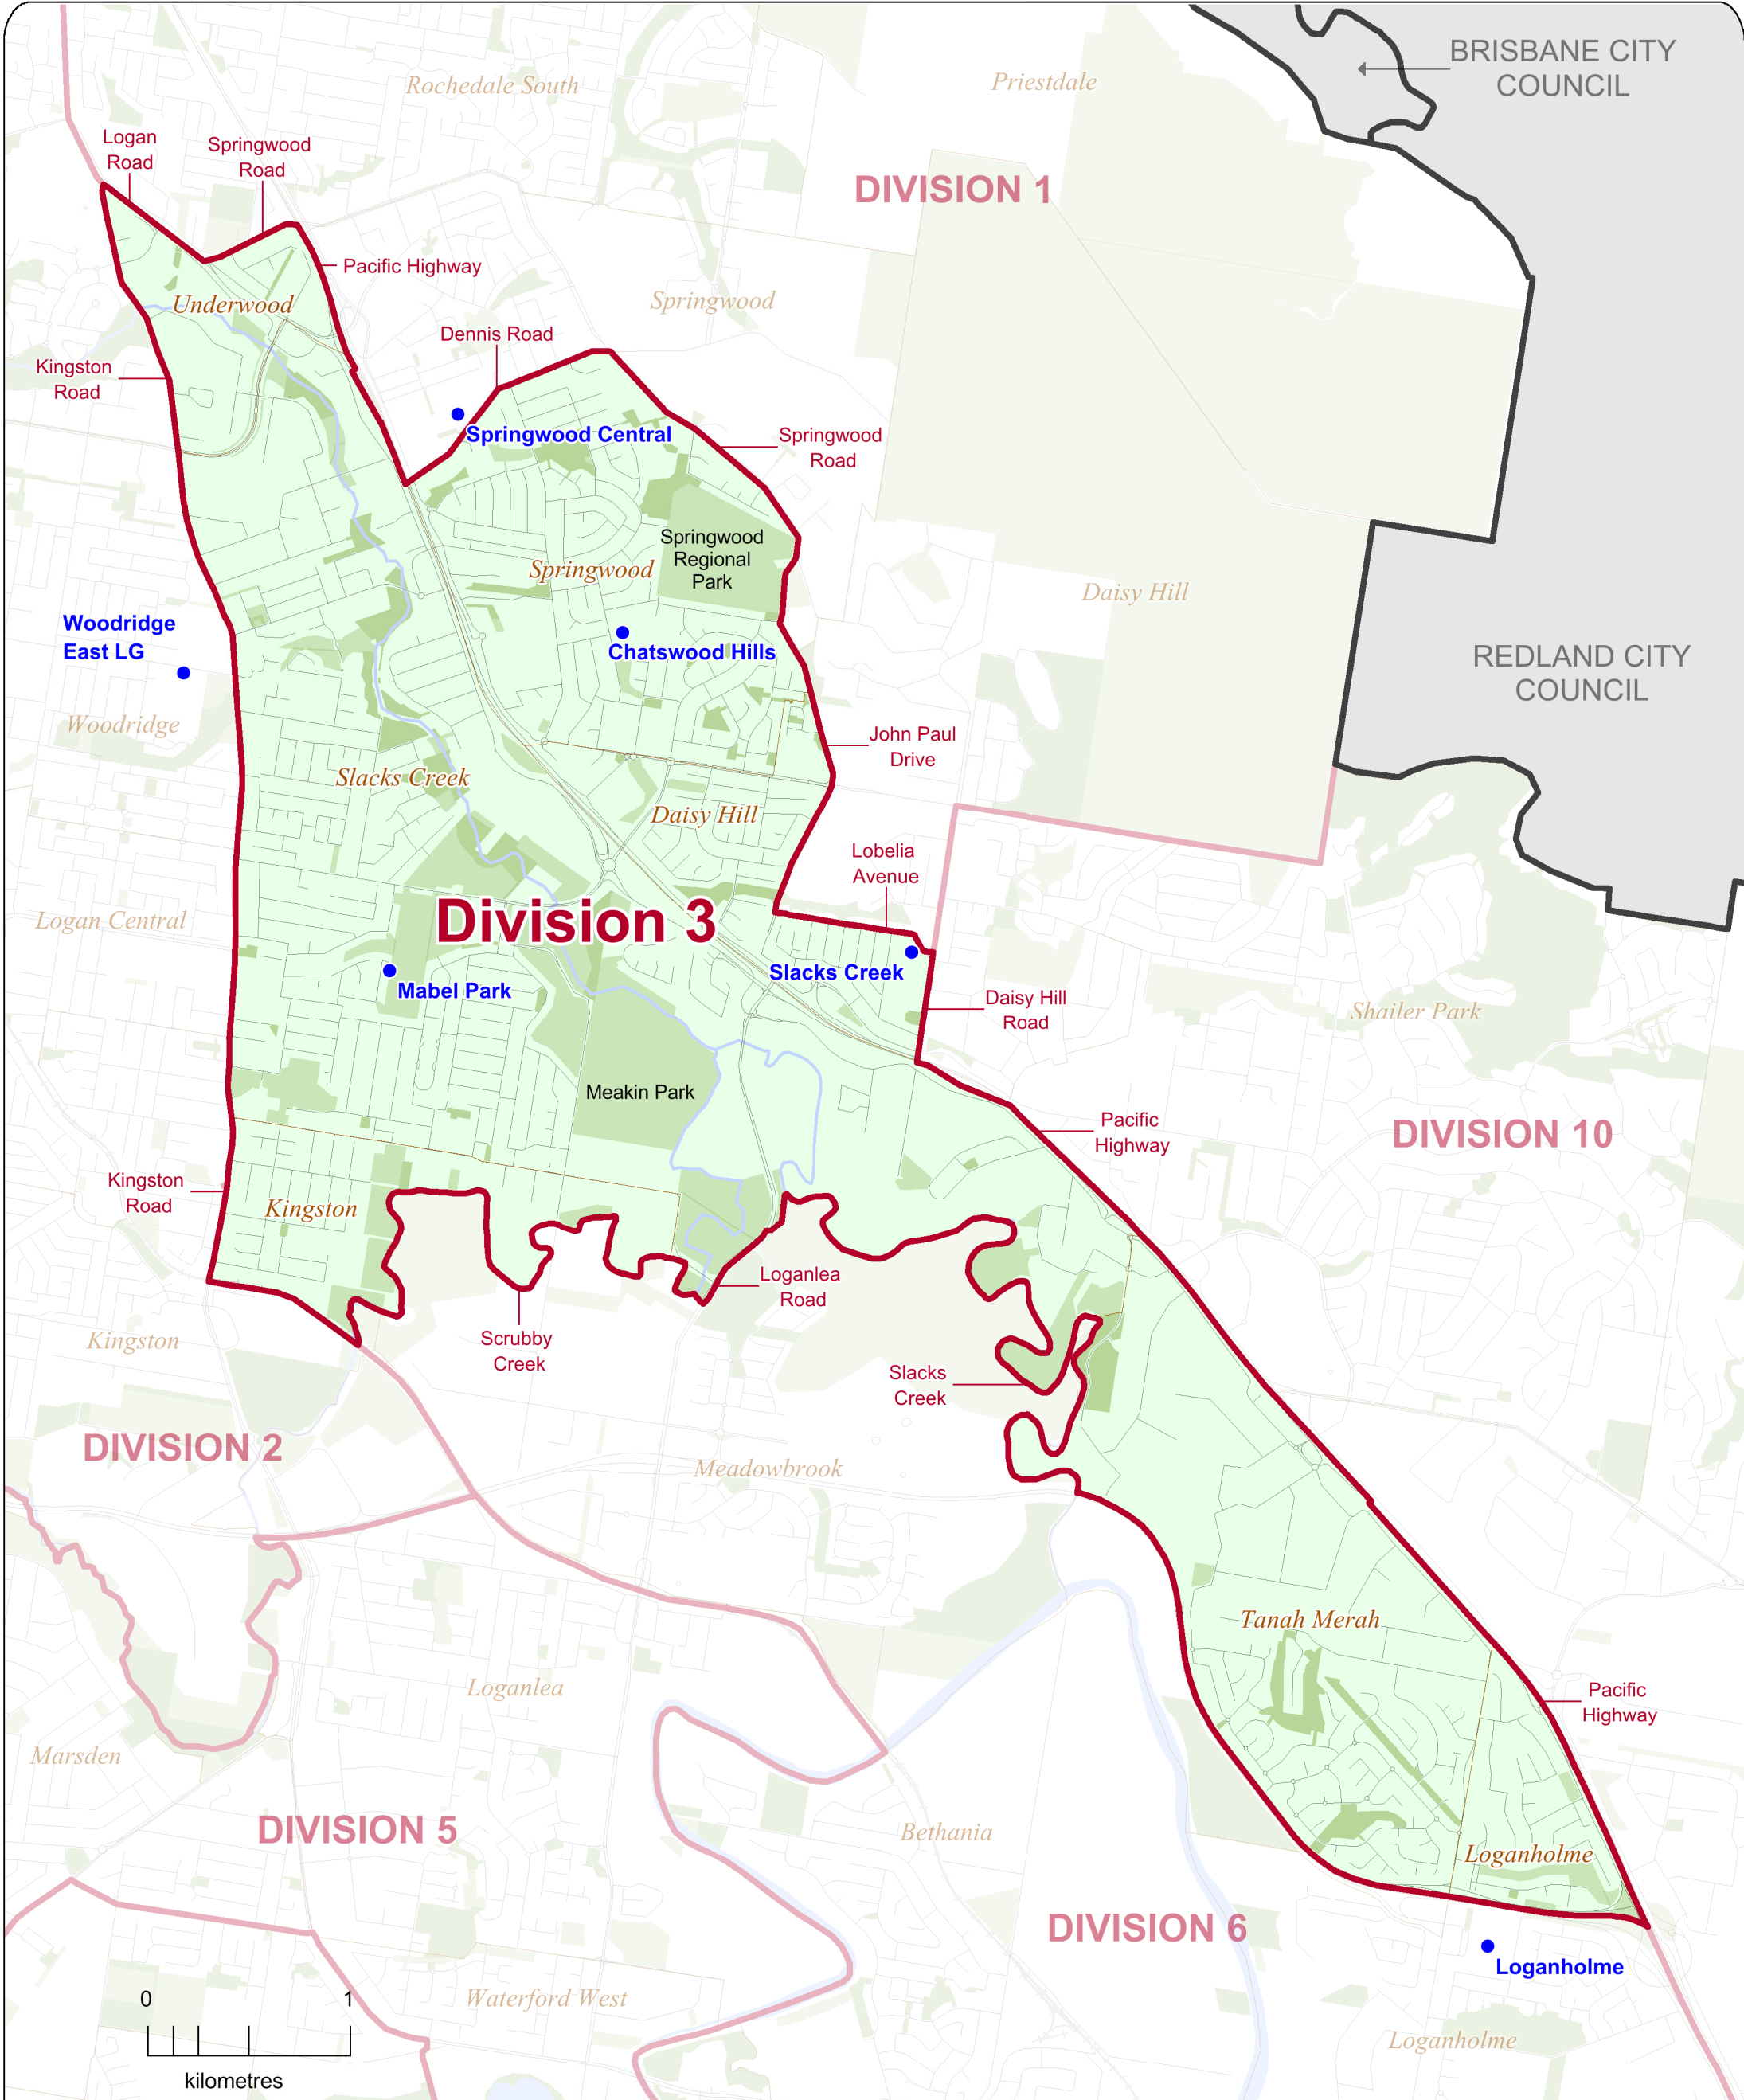 BRISBANE CITY
COUNCIL
Rochedale South
Priestdale
Logan
Road
Springwood
Road
DIVISION 1
Pacific Highway
Underwood
Springwood
Dennis Road
Kingston
Road
Springwood Central
Springwood
Road
Springwood
Regional
Park
Springwood
Daisy Hill
Woodridge
East LG
Chatswood Hills
REDLAND CITY
COUNCIL
Woodridge
John Paul
Drive
Slacks Creek
Daisy Hill
Lobelia
Avenue
Logan Central
Division 3
Slacks Creek
Mabel Park
Daisy Hill
Road
Shailer Park
Meakin Park
Pacific
Highway
DIVISION 10
Kingston
Road
Kingston
Loganlea
Road
Kingston
Scrubby
Creek
Slacks
Creek
DIVISION 2
Meadowbrook
Tanah Merah
Loganlea
Pacific
Highway
Marsden
DIVISION 5
Bethania
Loganholme
DIVISION 6
Loganholme
Waterford West
0 1
kilometres
Loganholme